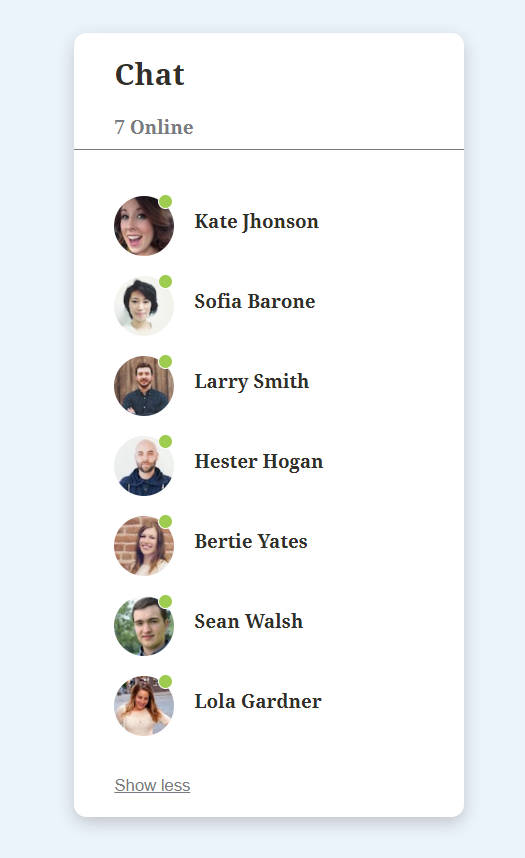 Chat
7 Online
Kate Jhonson
Sofia Barone
Larry Smith
Hester Hogan
Bertie Yates
Sean Walsh
Lola Gardner
Show less